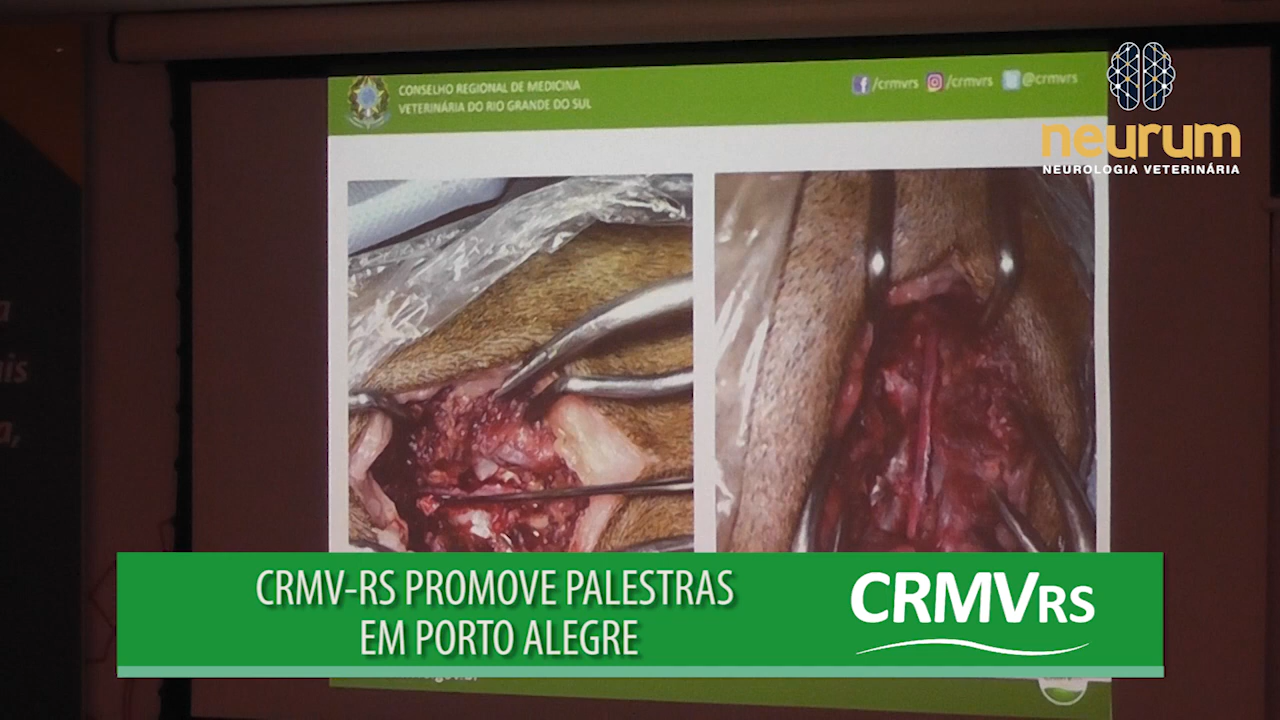 CONSELHO REGIONAL DE MEDICINA
VETERINÁRIA DO RIO GRANDE DO SUL
/crmvrs /crmvrs @crmvrs
neurum
NEUROLOGIA VETERINÁRIA
CRMV-RS PROMOVE PALESTRAS
EM PORTO ALEGRE
CRMVRS